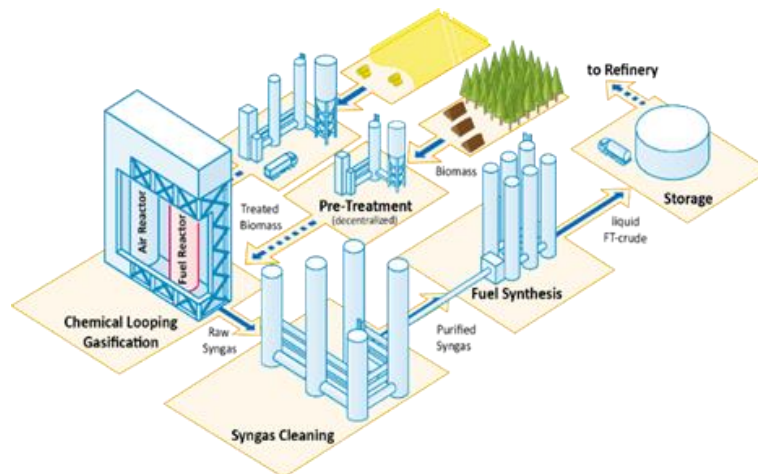 to Refinery
Biomass
Storage
Pre-Treatment
(decentralized)
Treated
Biomass
Air Reactor
Fuel Reactor
liquid
FT-crude
Fuel Synthesis
Chemical Looping
Gasification
Raw
Syngas
Purified
Syngas
Syngas Cleaning